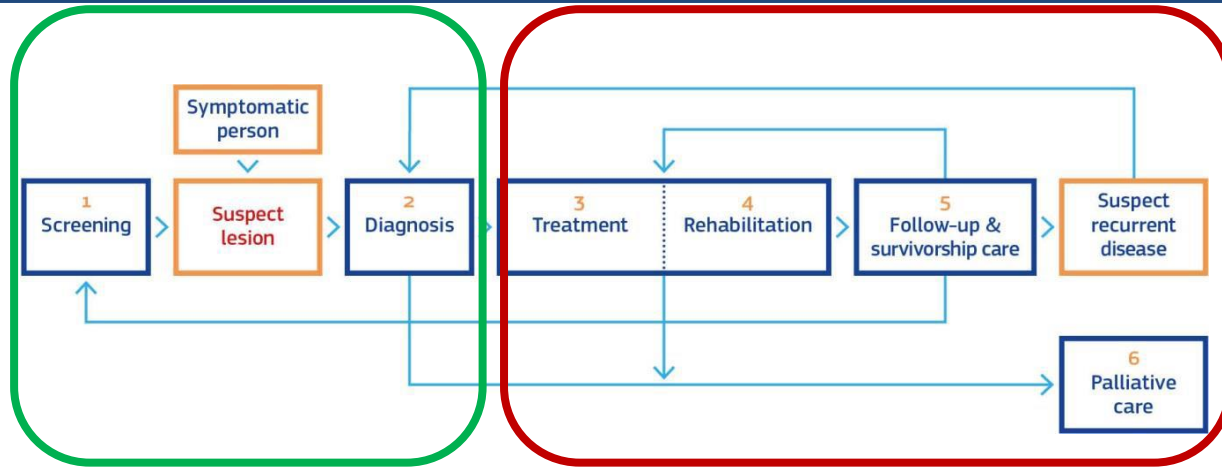 Symptomatic
person
1
Screening
Suspect
lesion
2
Diagnosis
3
Treatment
4
Rehabilitation
5
Follow-up &
survivorship care
Suspect
recurrent
disease
6
Palliative
care